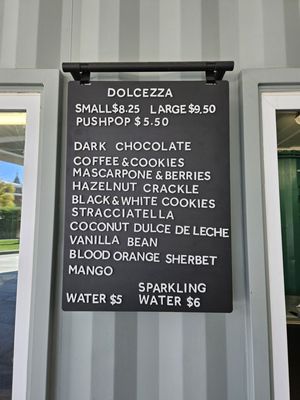 DOLCEZZA
SMALL $8.25 LARGE $9.50
PUSHPOP $5.50
DARK CHOCOLATE
COFFEE & COOKIES
MASCARPONE & BERRIES
HAZELNUT CRACKLE
BLACK & WHITE COOKIES
STRACCIATELLA
COCONUT DULCE DE LECHE
VANILLA BEAN
BLOOD ORANGE SHERBET
MANGO
SPARKLING
WATER $5 WATER $6